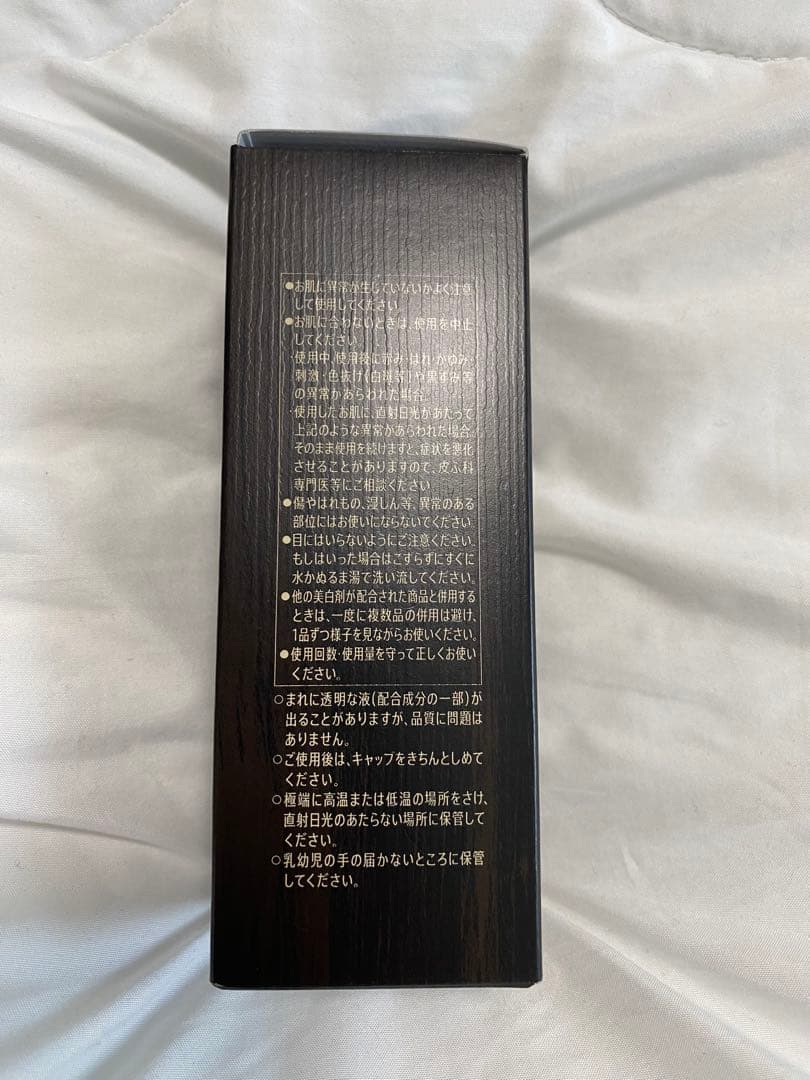 ●お肌に異常が生じていないかよく注意
して使用してください。
●お肌に合わないときは、使用を中止
してください。
・使用中、使用後に赤み・はれ・かゆみ・
刺激・色抜け(白斑等)や黒ずみ等
の異常があらわれた場合。
・使用したお肌に、直射日光があたって
上記のような異常があらわれた場合。
そのまま使用を続けますと、症状を悪化
させることがありますので、皮ふ科
専門医等にご相談ください。
●傷やはれもの、湿しん等、異常のある
部位にはお使いにならないでください。
●目にはいらないようにご注意ください。
もしはいった場合はこすらずにすぐに
水かぬるま湯で洗い流してください。
●他の美白剤が配合された商品と併用する
ときは、一度に複数品の併用は避け、
1品ずつ様子を見ながらお使いください。
●使用回数・使用量を守って正しくお使い
ください。
○まれに透明な液(配合成分の一部)が
出ることがありますが、品質に問題は
ありません。
○ご使用後は、キャップをきちんとしめて
ください。
○極端に高温または低温の場所をさけ、
直射日光のあたらない場所に保管して
ください。
○乳幼児の手の届かないところに保管
してください。